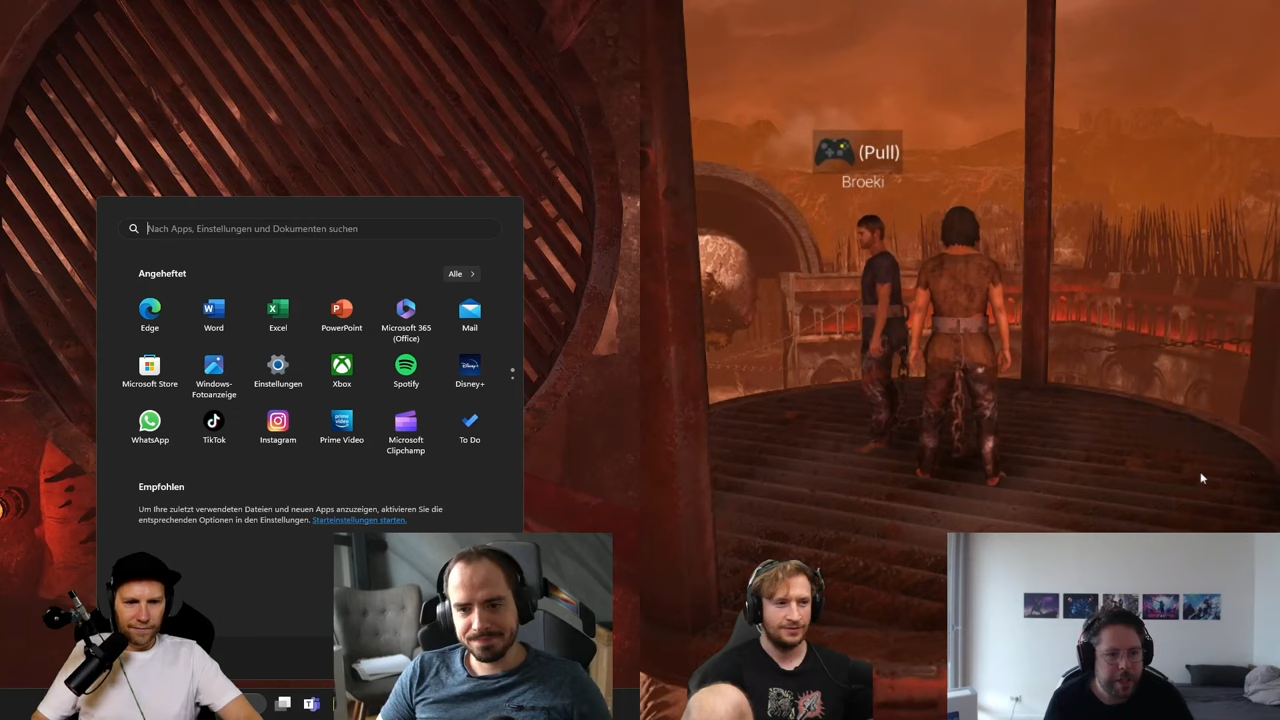 Nach Apps, Einstellungen und Dokumenten suchen
Angeheftet
Alle
Edge
Word
Excel
PowerPoint
Microsoft 365
(Office)
Mail
Microsoft Store
Windows-
Fotoanzeige
Einstellungen
Xbox
Spotify
Disney+
WhatsApp
TikTok
Instagram
Prime Video
Microsoft
Clipchamp
To Do
Empfohlen
Um Ihre zuletzt verwendeten Dateien und neuen Apps anzuzeigen, aktivieren Sie die
entsprechenden Optionen in den Einstellungen. Starteinstellungen starten.
(Pull)
Broeki